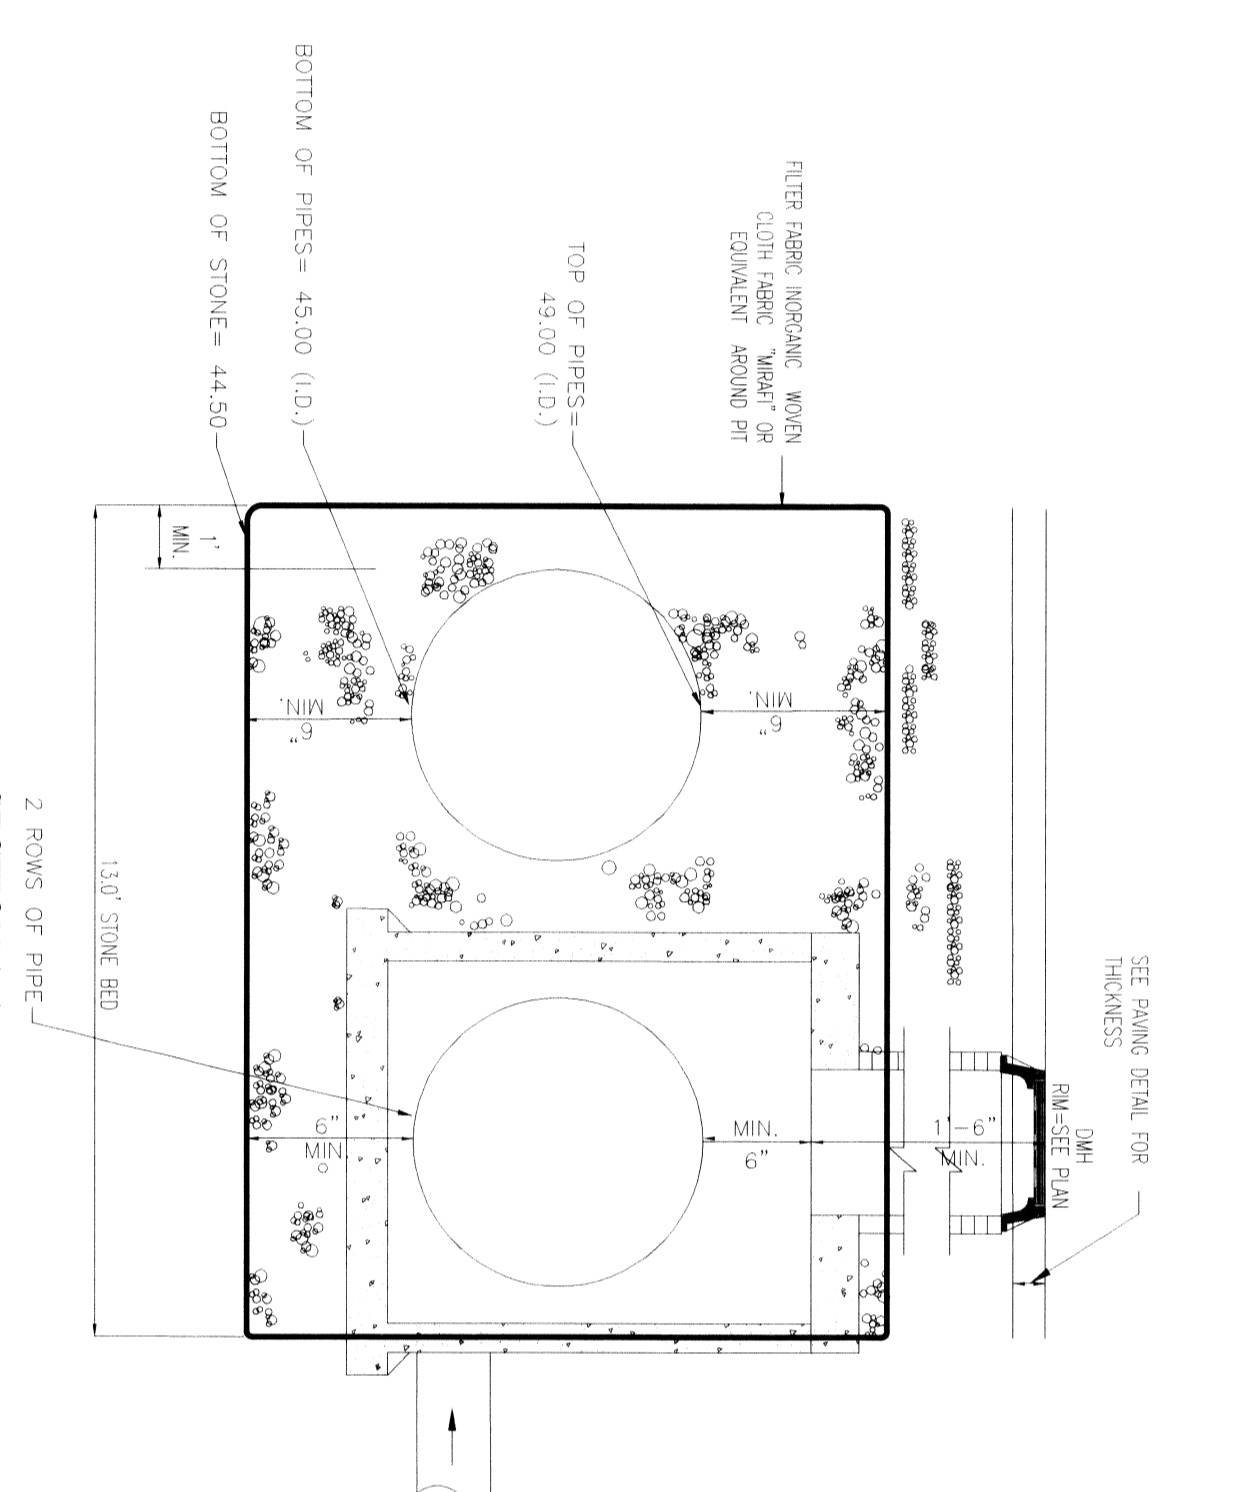 SEE PAVING DETAIL FOR
THICKNESS
DMH
RIM=SEE PLAN
FILTER FABRIC INORGANIC WOVEN
CLOTH FABRIC "MIRAFI" OR
EQUIVALENT AROUND PIT
TOP OF PIPES=
49.00 (I.D.)
BOTTOM OF PIPES= 45.00 (I.D.)
BOTTOM OF STONE= 44.50
1'-6"
MIN.
6"
MIN.
MIN.
6"
6"
MIN.
6"
MIN
1'
MIN.
13.0' STONE BED
2 ROWS OF PIPE